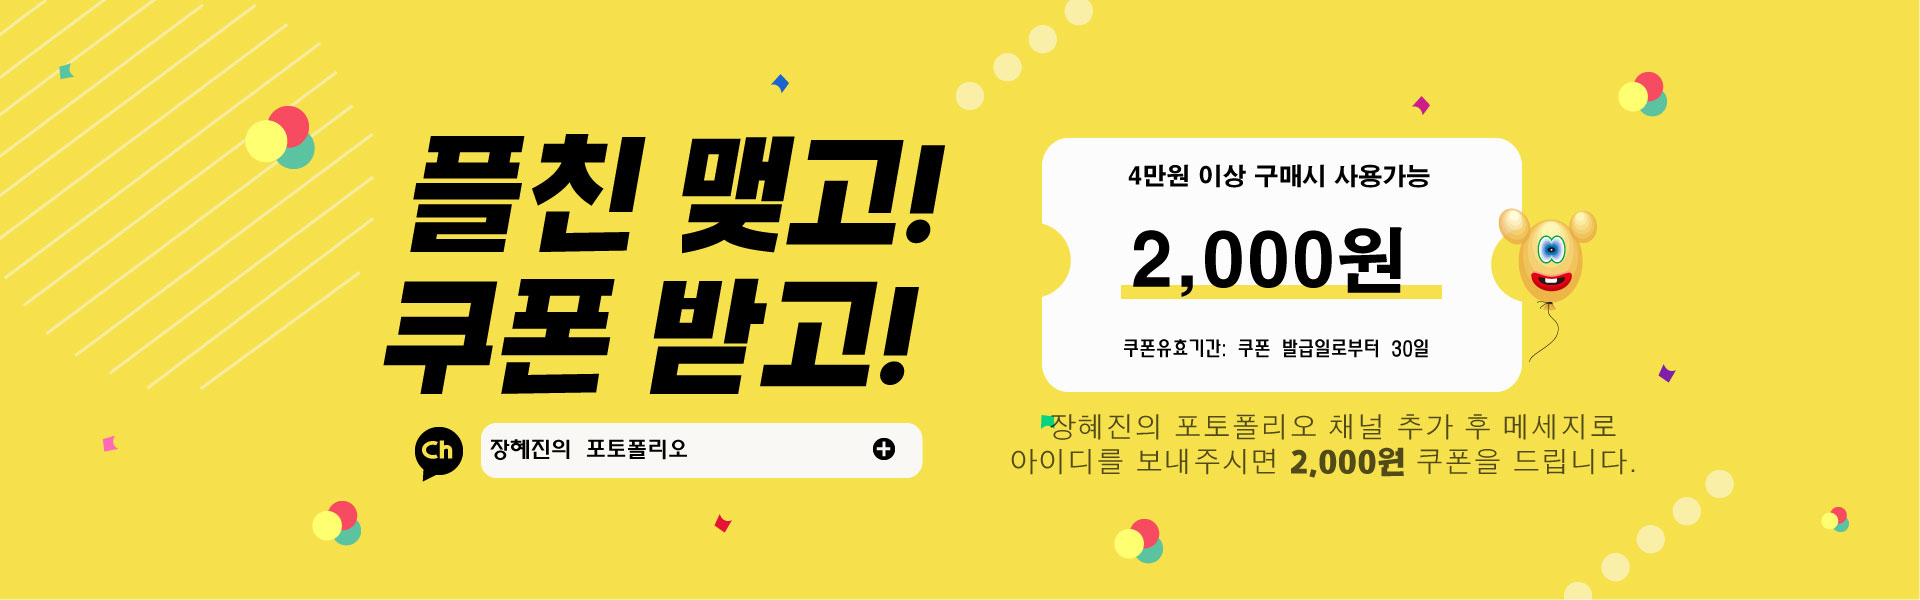 플친 맺고!
쿠폰 받고!
Ch
장혜진의 포토폴리오
4만원 이상 구매시 사용가능
2,000원
쿠폰유효기간: 쿠폰 발급일로부터 30일
장혜진의 포토폴리오 채널 추가 후 메세지로
아이디를 보내주시면 2,000원 쿠폰을 드립니다.